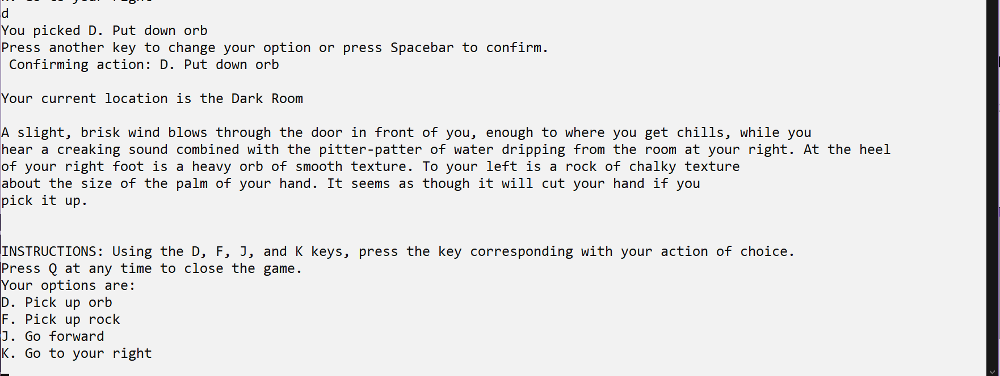 K. Go to your right
d
You picked D. Put down orb
Press another key to change your option or press Spacebar to confirm.
 Confirming action: D. Put down orb

Your current location is the Dark Room

A slight, brisk wind blows through the door in front of you, enough to where you get chills, while you
hear a creaking sound combined with the pitter-patter of water dripping from the room at your right. At the heel
of your right foot is a heavy orb of smooth texture. To your left is a rock of chalky texture
about the size of the palm of your hand. It seems as though it will cut your hand if you
pick it up.

INSTRUCTIONS: Using the D, F, J, and K keys, press the key corresponding with your action of choice.
Press Q at any time to close the game.
Your options are:
D. Pick up orb
F. Pick up rock
J. Go forward
K. Go to your right